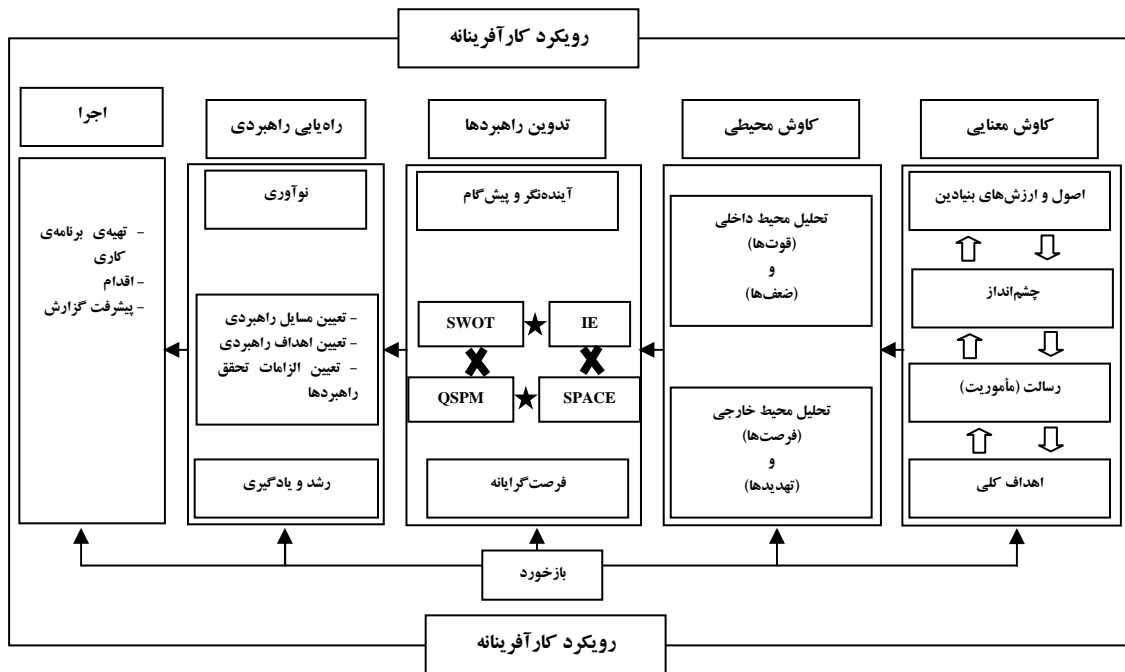 رویکرد کارآفرینانه
کاوش معنایی
اصول و ارزش‌های بنیادین
چشم‌انداز
رسالت (مأموریت)
اهداف کلی
کاوش محیطی
تحلیل محیط داخلی
(قوت‌ها)
و
(ضعف‌ها)
تحلیل محیط خارجی
(فرصت‌ها)
و
(تهدیدها)
تدوین راهبردها
آینده‌نگر و پیش‌گام
SWOT
IE
QSPM
SPACE
فرصت‌گرایانه
راه‌یابی راهبردی
نوآوری
- تعیین مسایل راهبردی
- تعیین اهداف راهبردی
- تعیین الزامات تحقق
راهبردها
رشد و یادگیری
اجرا
- تهیه‌ی برنامه‌ی
کاری
- اقدام
- پیشرفت گزارش
بازخورد
رویکرد کارآفرینانه